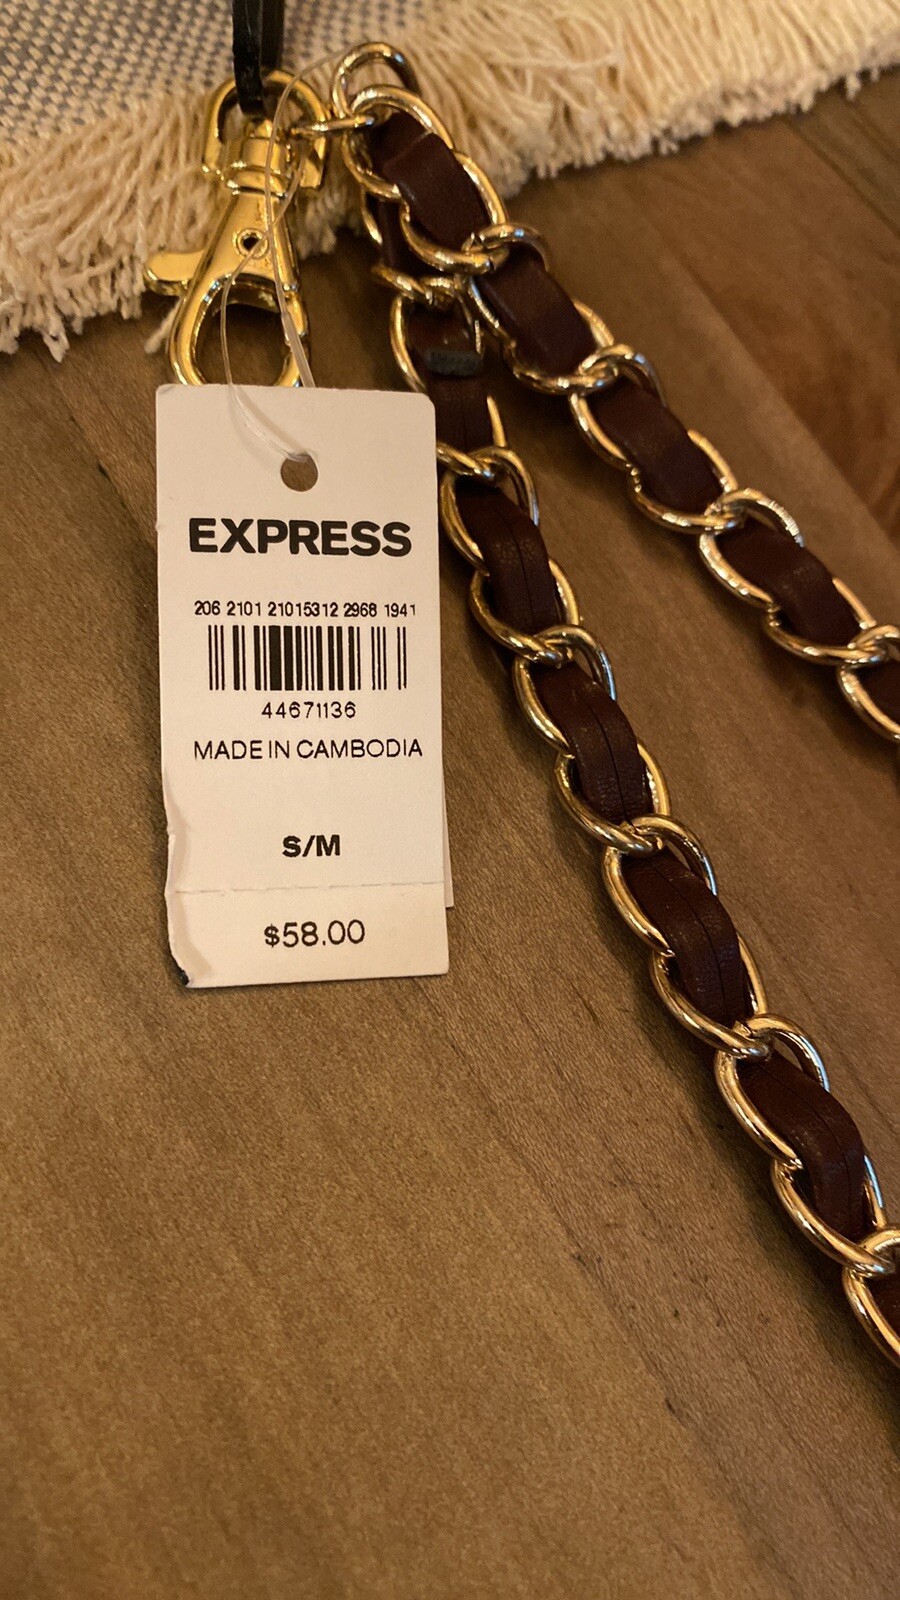 EXPRESS
206 2101 21015312 2968 1941
44671136
MADE IN CAMBODIA
S/M
$58.00